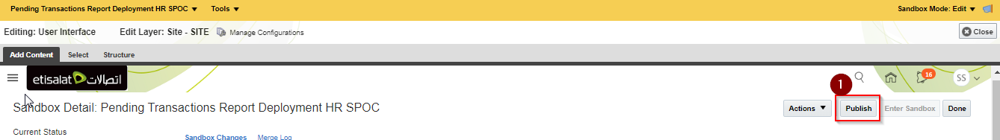 Pending Transactions Report Deployment HR SPOC Tools Sandbox Mode: Edit
Editing: User Interface Edit Layer: Site - SITE Manage Configurations Close
Add Content Select Structure
etisalat اتصالات 16 SS
1
Sandbox Detail: Pending Transactions Report Deployment HR SPOC Actions Publish Enter Sandbox Done
Current Status
Sandbox Changes Merge Log